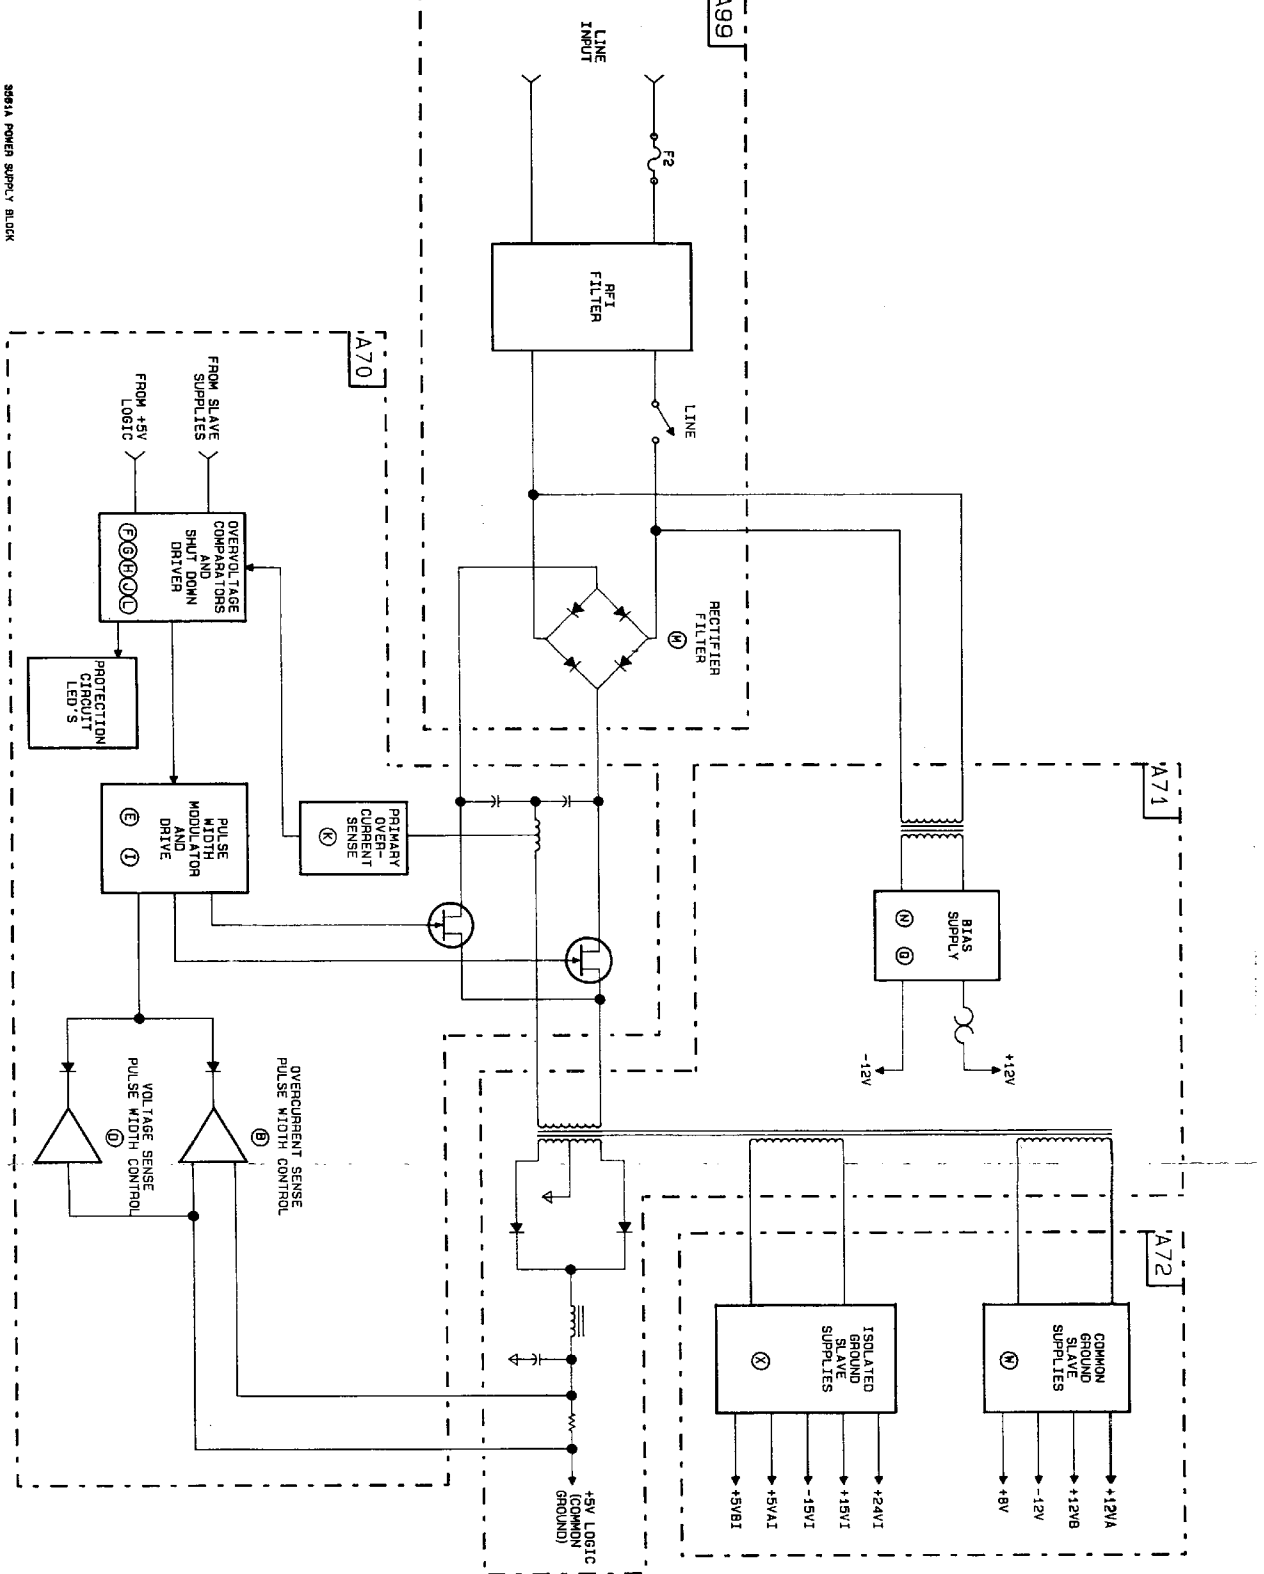 A99
LINE
INPUT
F2
RFI
FILTER
LINE
RECTIFIER
FILTER
M
A71
BIAS
SUPPLY
N Q
+12V
-12V
A72
COMMON
GROUND
SLAVE
SUPPLIES
W
+12VA
+12VB
-12V
+8V
ISOLATED
GROUND
SLAVE
SUPPLIES
X
+24VI
+15VI
-15VI
+5VAI
+5VBI
A70
FROM SLAVE
SUPPLIES
FROM +5V
LOGIC
OVERVOLTAGE
COMPARATORS
AND
SHUT DOWN
DRIVER
F G H J L
PROTECTION
CIRCUIT
LED'S
PRIMARY
OVER-
CURRENT
SENSE
K
PULSE
WIDTH
MODULATOR
AND
DRIVE
E I
OVERCURRENT SENSE
PULSE WIDTH CONTROL
B
VOLTAGE SENSE
PULSE WIDTH CONTROL
D
+5V LOGIC
(COMMON
GROUND)
3561A POWER SUPPLY BLOCK